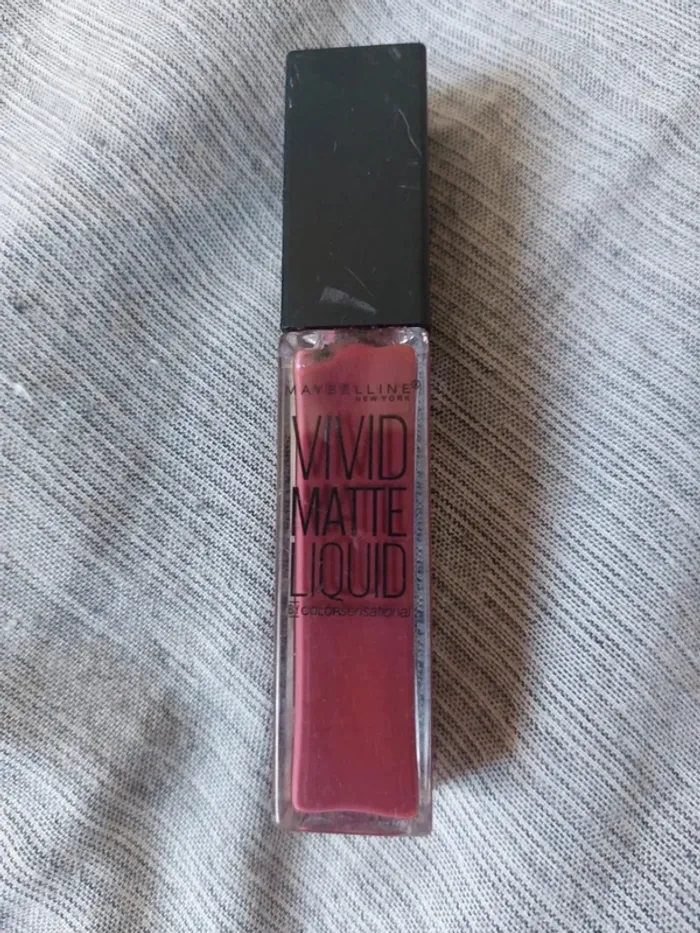 MAYBELLINE®
NEW YORK
VIVID
MATTE
LIQUID
BY COLORsensational